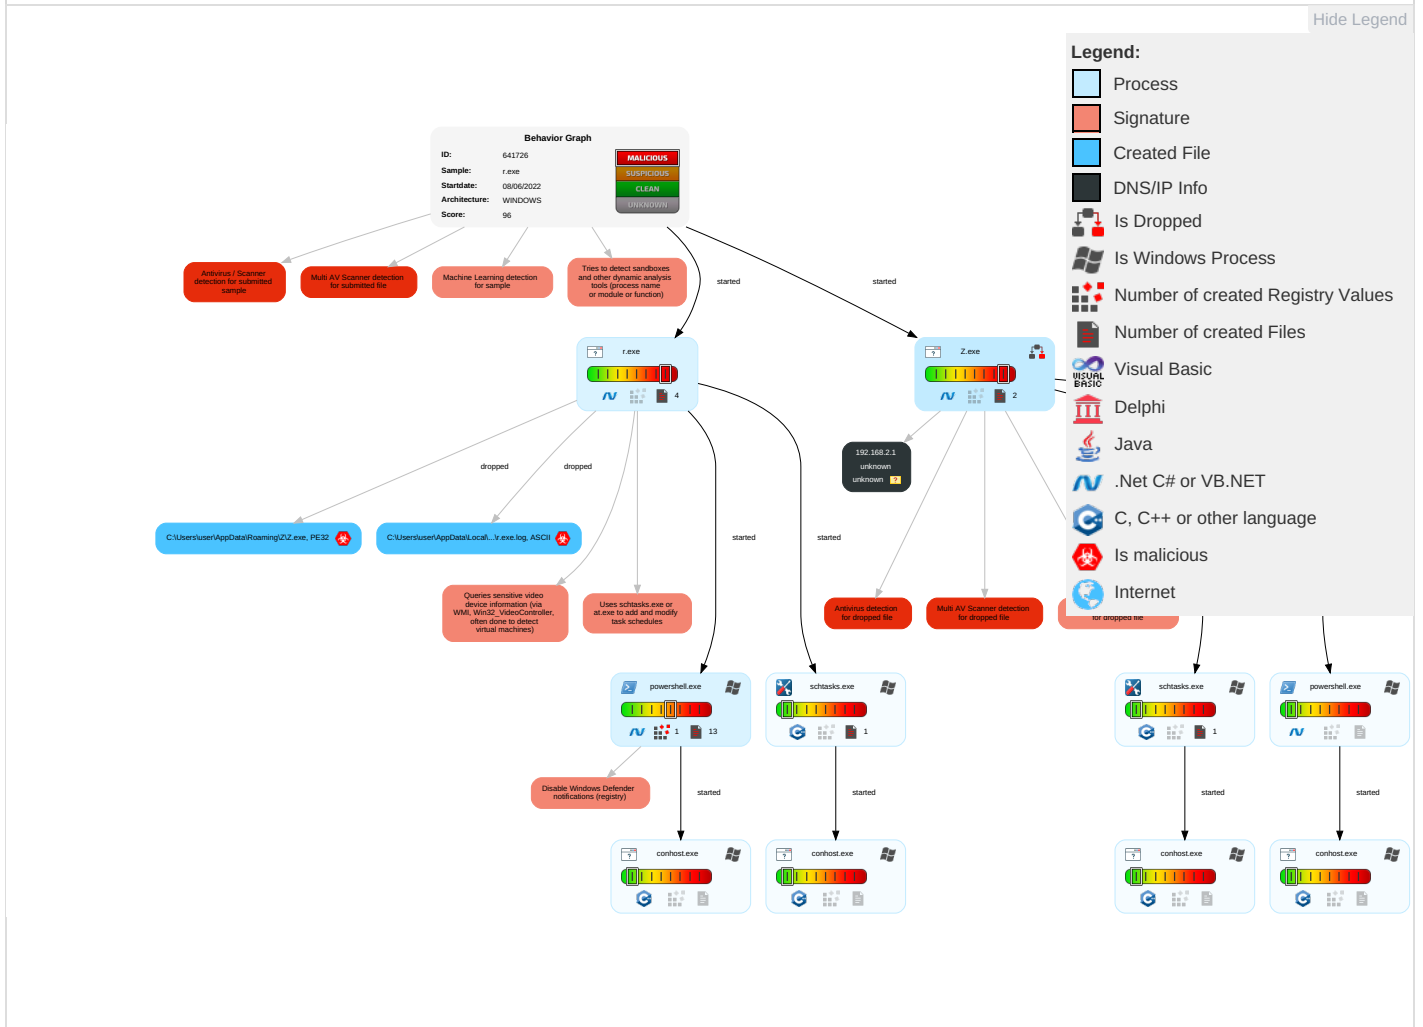 Hide Legend
Legend:
Process
Signature
Created File
DNS/IP Info
Is Dropped
Is Windows Process
Number of created Registry Values
Number of created Files
Visual Basic
Delphi
Java
.Net C# or VB.NET
C, C++ or other language
Is malicious
Internet
VISUAL
BASIC
Behavior Graph
ID: 641726
Sample: r.exe
Startdate: 08/06/2022
Architecture: WINDOWS
Score: 96
MALICIOUS
SUSPICIOUS
CLEAN
UNKNOWN
Antivirus / Scanner
detection for submitted
sample
Multi AV Scanner detection
for submitted file
Machine Learning detection
for sample
Tries to detect sandboxes
and other dynamic analysis
tools (process name
or module or function)
started
started
r.exe
4
Z.exe
2
dropped
dropped
192.168.2.1
unknown
unknown
C:\Users\user\AppData\Roaming\Z\Z.exe, PE32
C:\Users\user\AppData\Local\...\r.exe.log, ASCII
started
started
Queries sensitive video
device information (via
WMI, Win32_VideoController,
often done to detect
virtual machines)
Uses schtasks.exe or
at.exe to add and modify
task schedules
Antivirus detection
for dropped file
Multi AV Scanner detection
for dropped file
for dropped file
powershell.exe
1 13
schtasks.exe
1
schtasks.exe
1
powershell.exe
Disable Windows Defender
notifications (registry)
started
started
started
started
conhost.exe
conhost.exe
conhost.exe
conhost.exe